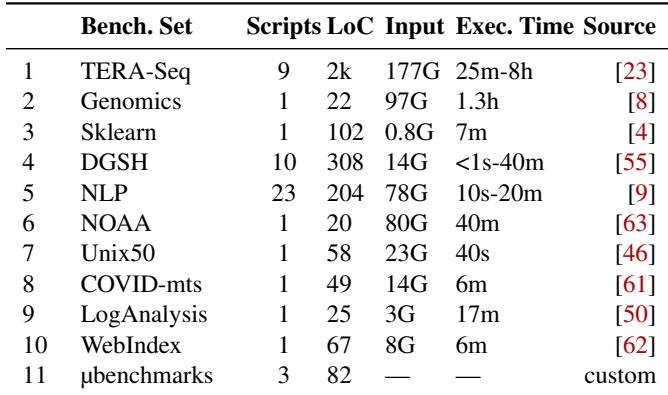 Bench. Set Scripts LoC Input Exec. Time Source
1 TERA-Seq 9 2k 177G 25m-8h [23]
2 Genomics 1 22 97G 1.3h [8]
3 Sklearn 1 102 0.8G 7m [4]
4 DGSH 10 308 14G <1s-40m [55]
5 NLP 23 204 78G 10s-20m [9]
6 NOAA 1 20 80G 40m [63]
7 Unix50 1 58 23G 40s [46]
8 COVID-mts 1 49 14G 6m [61]
9 LogAnalysis 1 25 3G 17m [50]
10 WebIndex 1 67 8G 6m [62]
11 µbenchmarks 3 82 — — custom